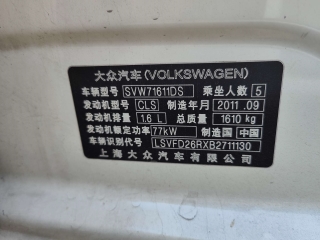 大众汽车(VOLKSWAGEN)
车辆型号 SVW71611DS 乘坐人数 5
发动机型号 CLS 制造年月 2011.09
发动机排量 1.6 L 总质量 1610 kg
发动机额定功率 77kW 制造国 中国
车辆识别代号 LSVFD26RXB2711130
上海大众汽车有限公司